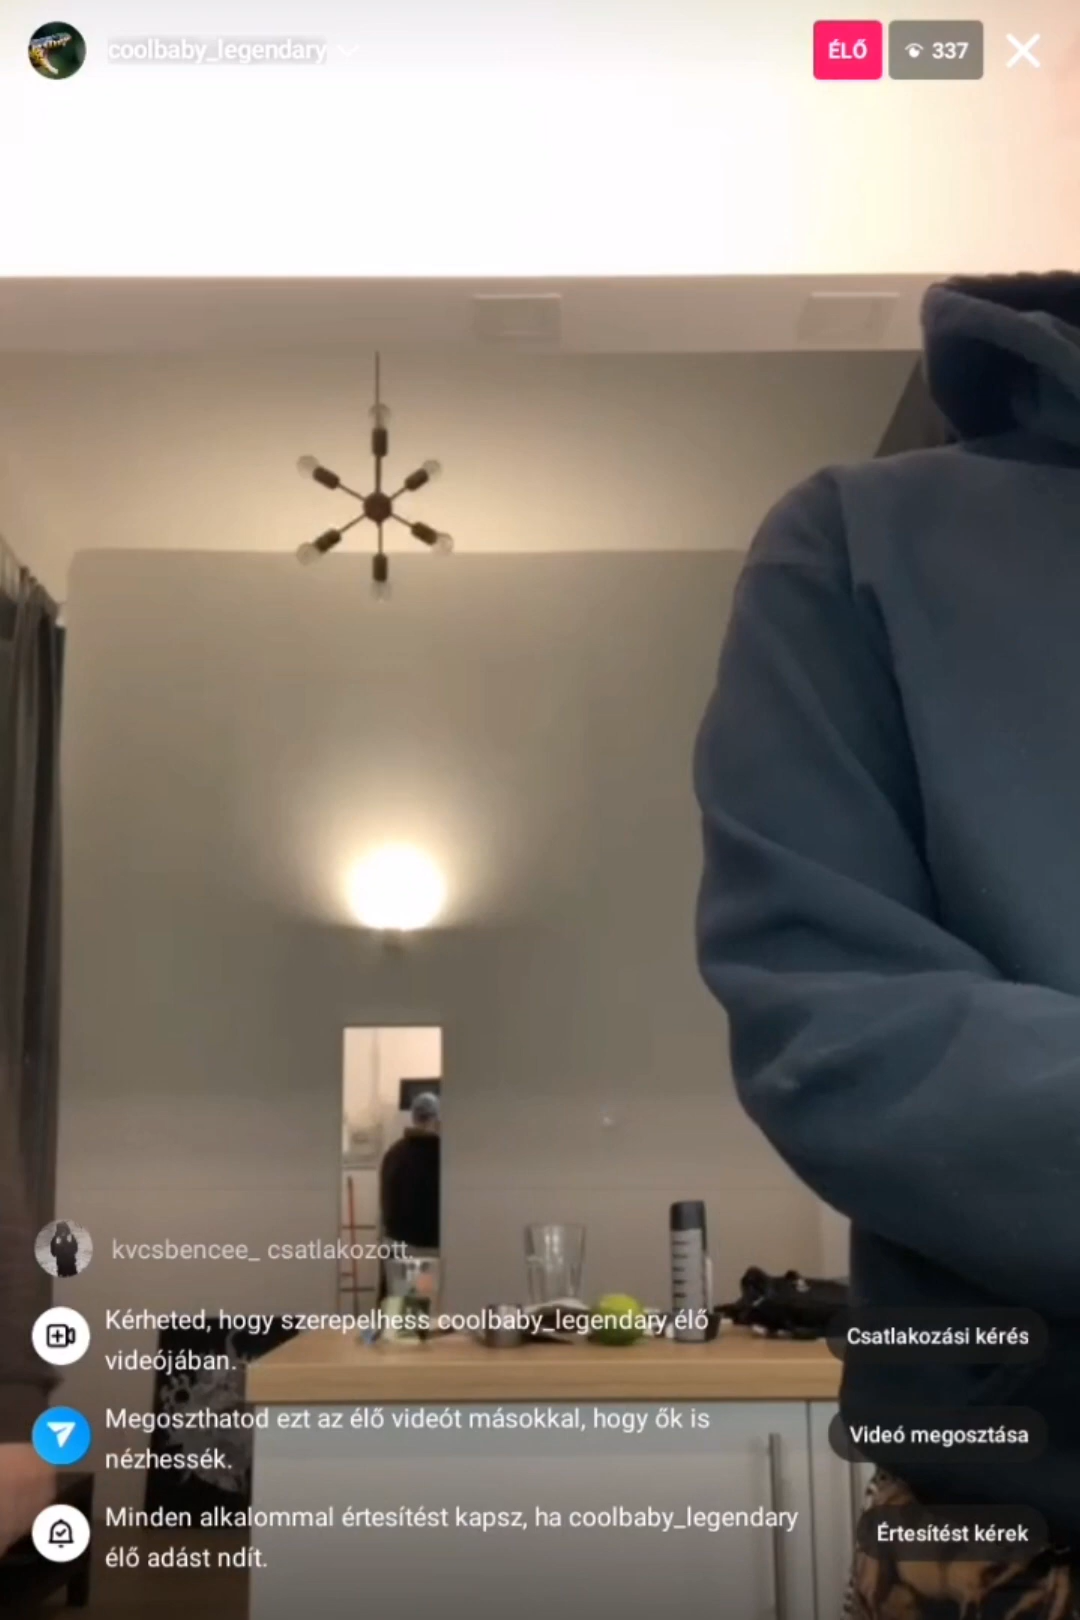 coolbaby_legendary
ÉLŐ
337
kvcsbencee_ csatlakozott.
Kérheted, hogy szerepelhess coolbaby_legendary élő
videójában.
Csatlakozási kérés
Megoszthatod ezt az élő videót másokkal, hogy ők is
nézhessék.
Videó megosztása
Minden alkalommal értesítést kapsz, ha coolbaby_legendary
élő adást ndít.
Értesítést kérek